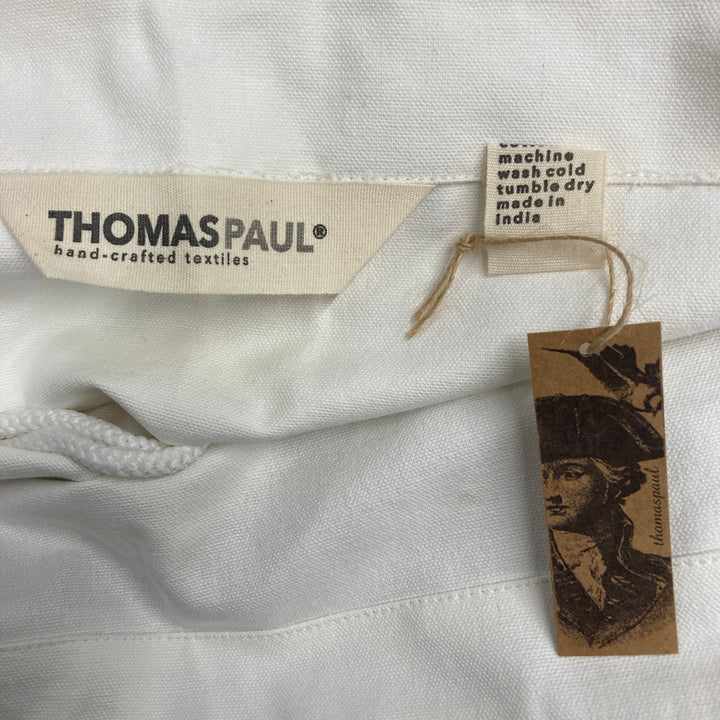 THOMASPAUL®
hand-crafted textiles
machine
wash cold
tumble dry
made in
india
thomaspaul